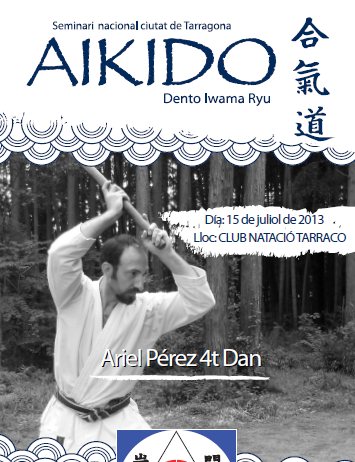 Seminari nacional ciutat de Tarragona
AIKIDO
Dento Iwama Ryu
合氣道
Día: 15 de juliol de 2013
Lloc: CLUB NATACIÓ TARRACO
Ariel Pérez 4t Dan